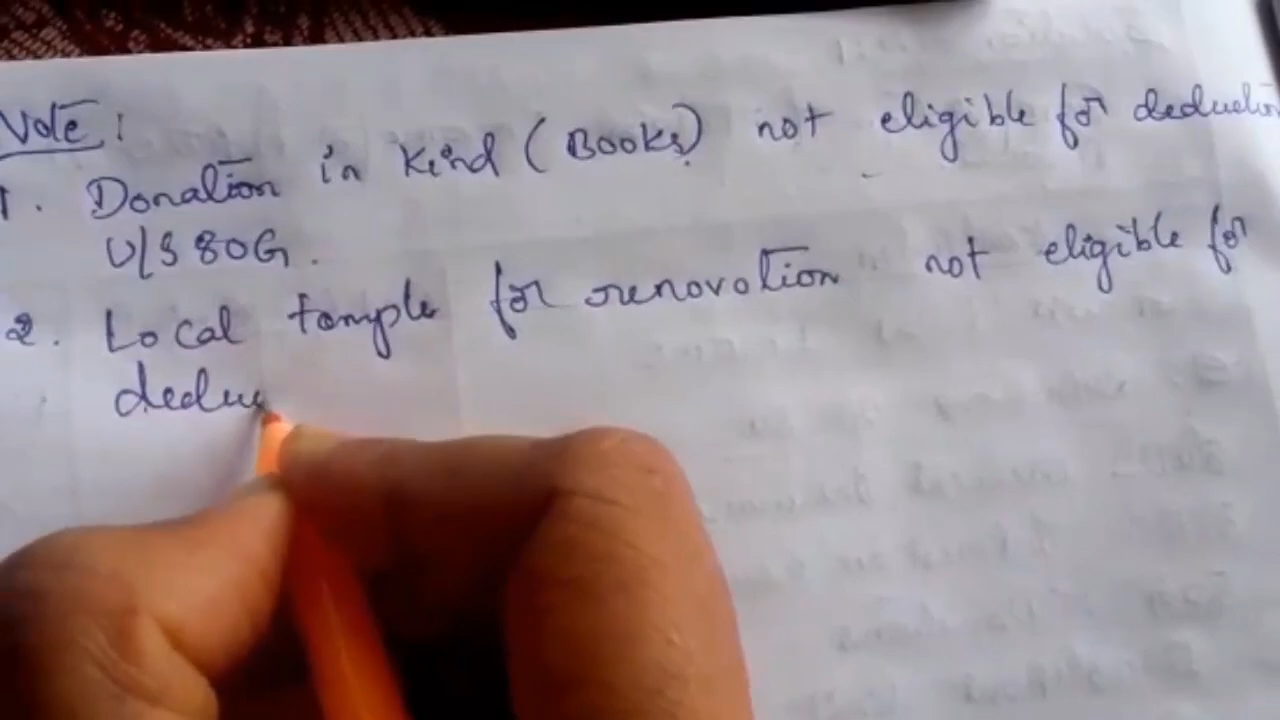 Note:
1. Donation in Kind (Books) not eligible for deduction
U/S 80G.
2. Local temple for renovation not eligible for
deduc